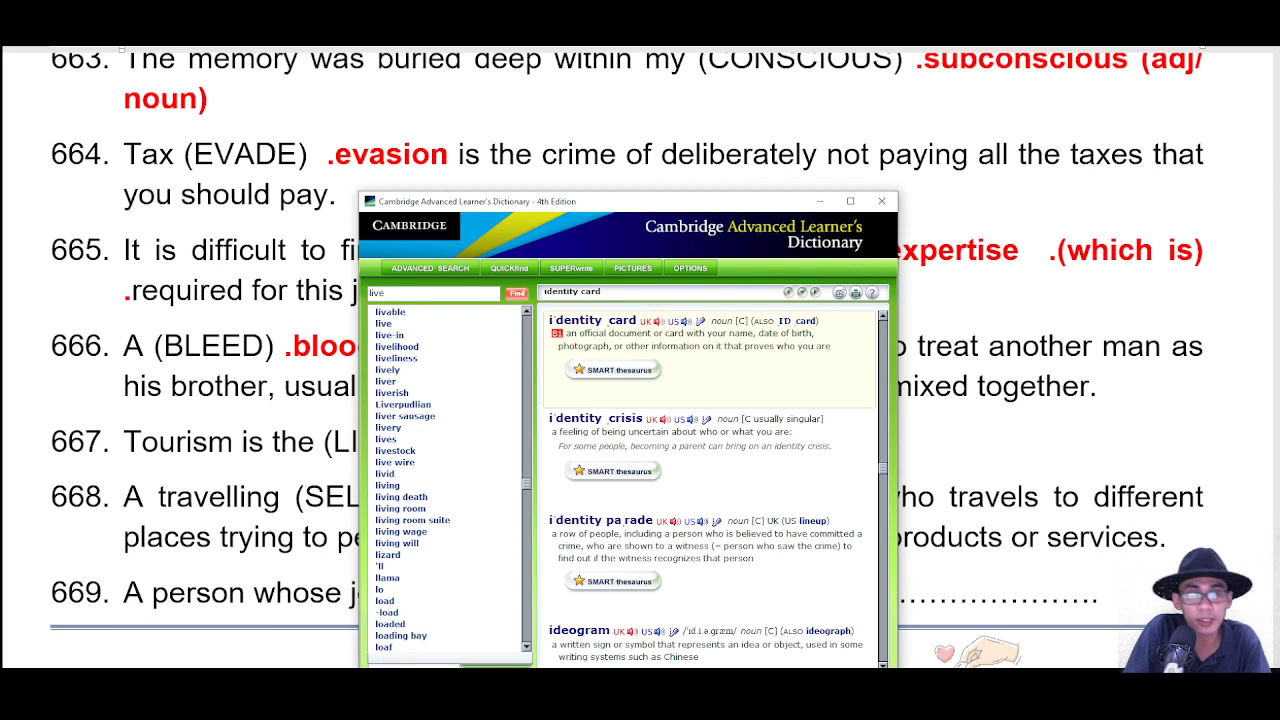 663. The memory was buried deep within my (CONSCIOUS) .subconscious (adj/
noun)
664. Tax (EVADE) .evasion is the crime of deliberately not paying all the taxes that
you should pay.
665. It is difficult to
expertise .(which is)
.required for this
666. A (BLEED)
to treat another man as
his brother,
mixed together.
667. Tourism is the
668. A travelling
who travels to different
places trying to
products or services.
669. A person whose
Cambridge Advanced Learner's Dictionary - 4th Edition
CAMBRIDGE
Cambridge Advanced Learner's
Dictionary
ADVANCED SEARCH QUICKfind SUPERwrite PICTURES OPTIONS
live Find
livable
live
live-in
livelihood
liveliness
lively
liver
liverish
Liverpudlian
liver sausage
livery
lives
livestock
live wire
livid
living
living death
living room
living room suite
living wage
living will
lizard
'll
llama
lo
load
-load
loaded
loading bay
loaf
identity card
iˈdentity ˌcard UK US noun [C] (ALSO ID card)
B1 an official document or card with your name, date of birth,
photograph, or other information on it that proves who you are
SMART thesaurus
iˈdentity ˌcrisis UK US noun [C usually singular]
a feeling of being uncertain about who or what you are:
For some people, becoming a parent can bring on an identity crisis.
SMART thesaurus
iˈdentity paˌrade UK US noun [C] UK (US lineup)
a row of people, including a person who is believed to have committed a
crime, who are shown to a witness (= person who saw the crime) to
find out if the witness recognizes that person
SMART thesaurus
ideogram UK US /ˈɪd.i.ə.græm/ noun [C] (ALSO ideograph)
a written sign or symbol that represents an idea or object, used in some
writing systems such as Chinese